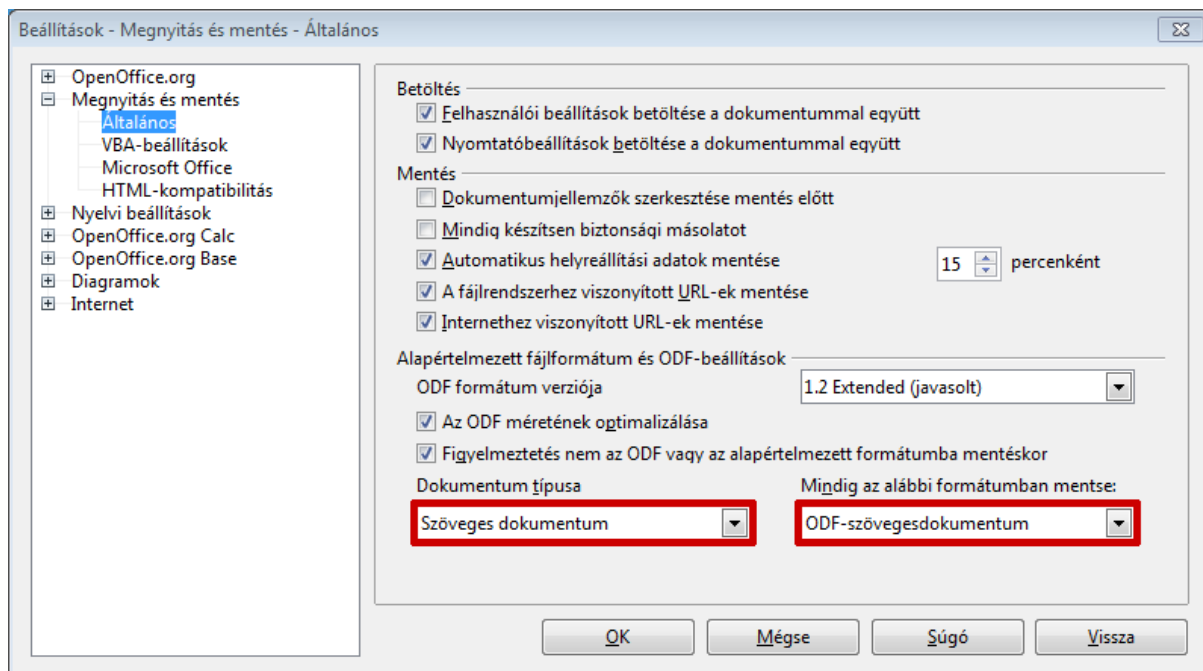 Beállítások - Megnyitás és mentés - Általános
OpenOffice.org
Megnyitás és mentés
Általános
VBA-beállítások
Microsoft Office
HTML-kompatibilitás
Nyelvi beállítások
OpenOffice.org Calc
OpenOffice.org Base
Diagramok
Internet
Betöltés
Felhasználói beállítások betöltése a dokumentummal együtt
Nyomtatóbeállítások betöltése a dokumentummal együtt
Mentés
Dokumentumjellemzők szerkesztése mentés előtt
Mindig készítsen biztonsági másolatot
Automatikus helyreállítási adatok mentése 15 percenként
A fájlrendszerhez viszonyított URL-ek mentése
Internethez viszonyított URL-ek mentése
Alapértelmezett fájlformátum és ODF-beállítások
ODF formátum verziója 1.2 Extended (javasolt)
Az ODF méretének optimalizálása
Figyelmeztetés nem az ODF vagy az alapértelmezett formátumba mentéskor
Dokumentum típusa Mindig az alábbi formátumban mentse:
Szöveges dokumentum ODF-szövegesdokumentum
OK Mégse Súgó Vissza